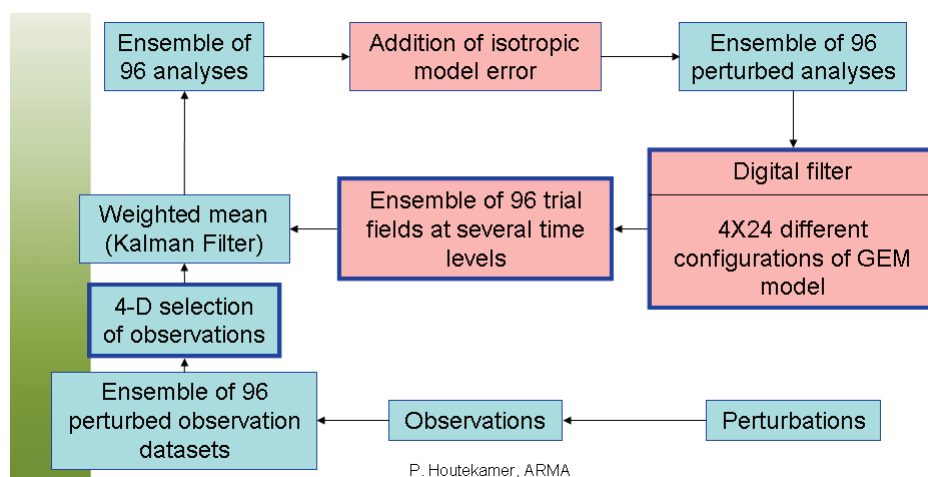 Ensemble of
96 analyses
Addition of isotropic
model error
Ensemble of 96
perturbed analyses
Digital filter
4X24 different
configurations of GEM
model
Ensemble of 96 trial
fields at several time
levels
Weighted mean
(Kalman Filter)
4-D selection
of observations
Ensemble of 96
perturbed observation
datasets
Observations
Perturbations
P. Houtekamer, ARMA